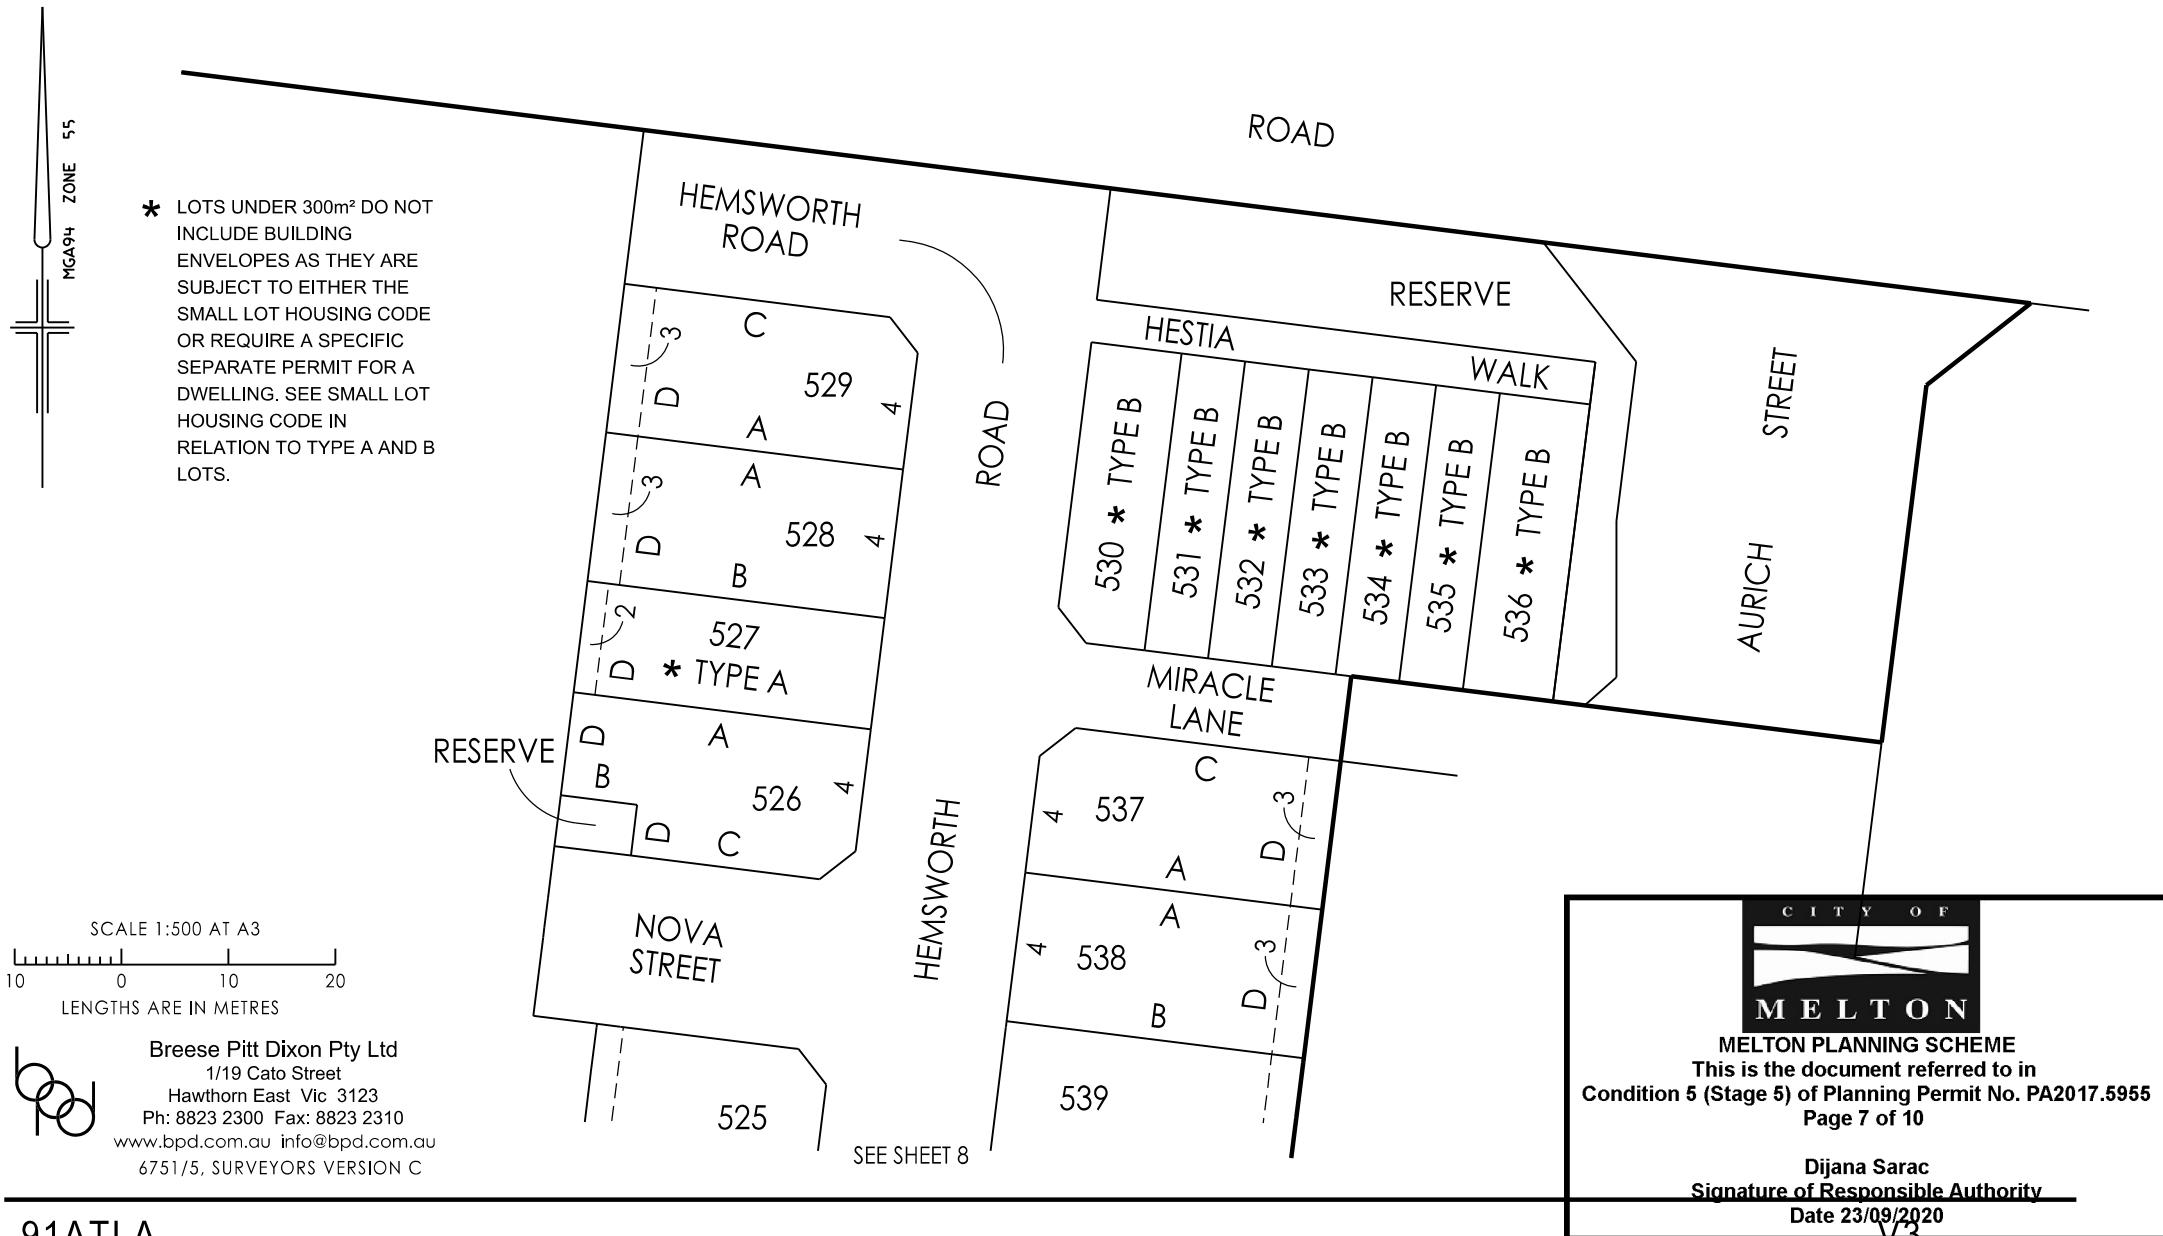 MGA94 ZONE 55
* LOTS UNDER 300m² DO NOT
INCLUDE BUILDING
ENVELOPES AS THEY ARE
SUBJECT TO EITHER THE
SMALL LOT HOUSING CODE
OR REQUIRE A SPECIFIC
SEPARATE PERMIT FOR A
DWELLING. SEE SMALL LOT
HOUSING CODE IN
RELATION TO TYPE A AND B
LOTS.
ROAD
HEMSWORTH
ROAD
RESERVE
HESTIA
WALK
STREET
AURICH
ROAD
C
3
529
D
A
4
A
3
528
D
B
4
2
527
D
* TYPE A
530 * TYPE B
531 * TYPE B
532 * TYPE B
533 * TYPE B
534 * TYPE B
535 * TYPE B
536 * TYPE B
MIRACLE
LANE
RESERVE
D
A
B
526
4
D
C
C
537
4
3
D
A
A
538
4
3
D
B
HEMSWORTH
NOVA
STREET
525
539
SEE SHEET 8
SCALE 1:500 AT A3
10 0 10 20
LENGTHS ARE IN METRES
bpd
Breese Pitt Dixon Pty Ltd
1/19 Cato Street
Hawthorn East Vic 3123
Ph: 8823 2300 Fax: 8823 2310
www.bpd.com.au info@bpd.com.au
6751/5, SURVEYORS VERSION C
CITY OF
MELTON
MELTON PLANNING SCHEME
This is the document referred to in
Condition 5 (Stage 5) of Planning Permit No. PA2017.5955
Page 7 of 10
Dijana Sarac
Signature of Responsible Authority
Date 23/09/2020
91ATLA
V3